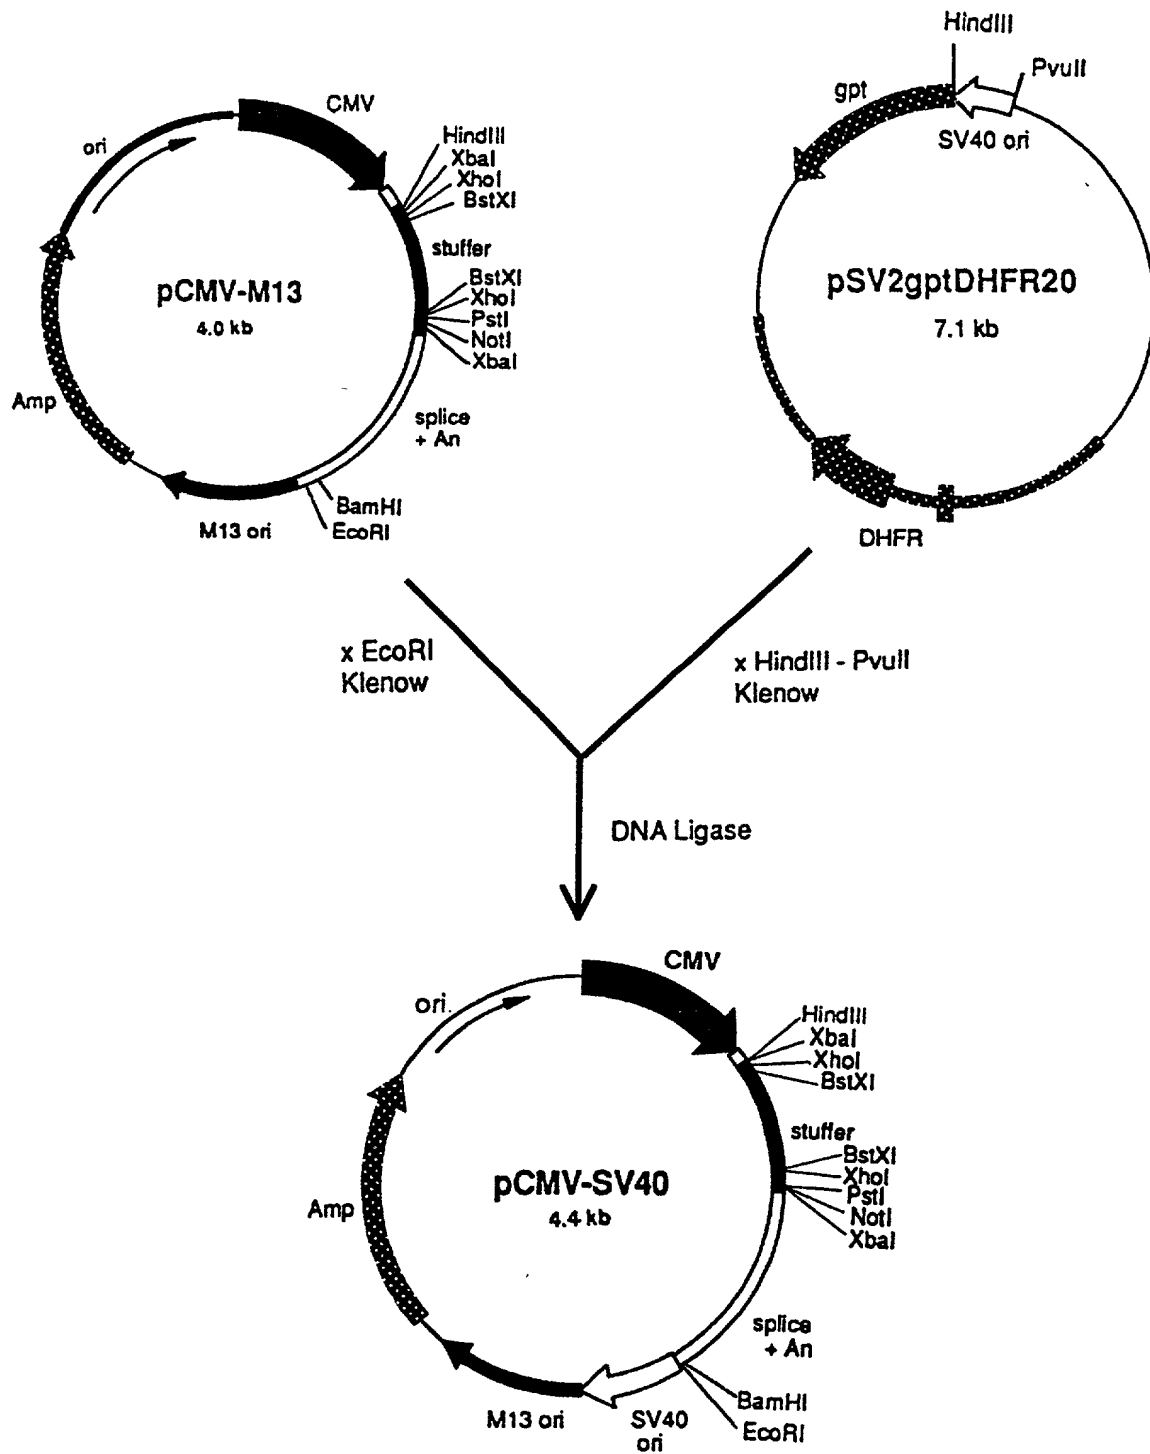 CMV
ori
HindIII
XbaI
XhoI
BstXI
stuffer
BstXI
XhoI
PstI
NotI
XbaI
pCMV-M13
4.0 kb
Amp
splice
+ An
BamHI
EcoRI
M13 ori
HindIII
PvuII
gpt
SV40 ori
pSV2gptDHFR20
7.1 kb
DHFR
x EcoRI
Klenow
x HindIII - PvuII
Klenow
DNA Ligase
CMV
ori.
HindIII
XbaI
XhoI
BstXI
stuffer
BstXI
XhoI
PstI
NotI
XbaI
pCMV-SV40
4.4 kb
Amp
splice
+ An
BamHI
EcoRI
M13 ori
SV40
ori